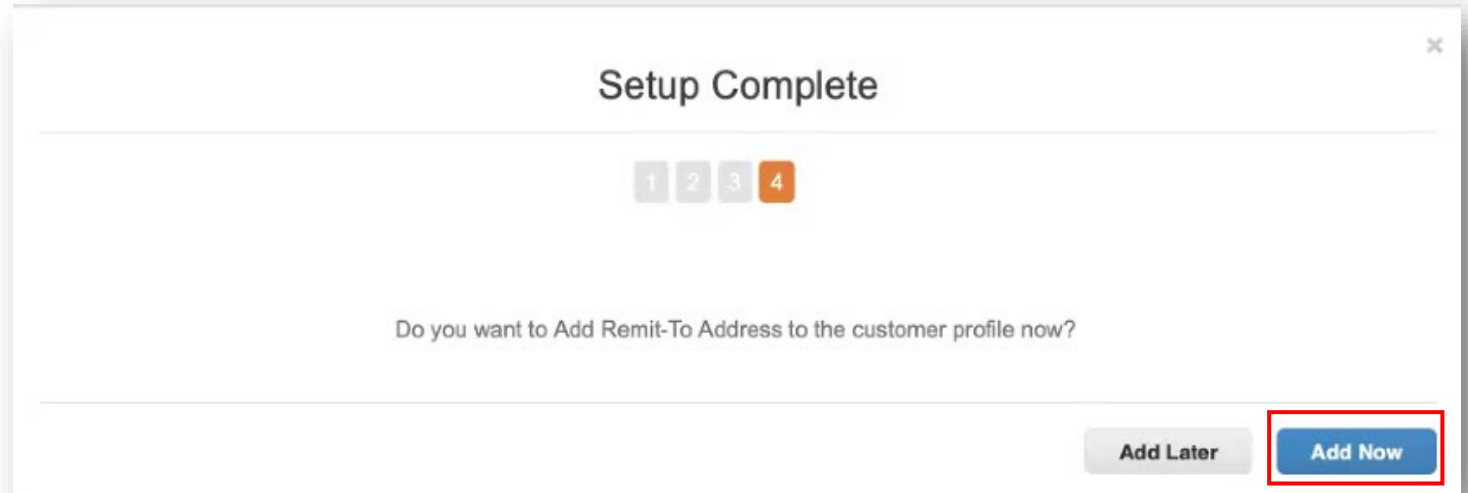 Setup Complete
1 2 3 4
Do you want to Add Remit-To Address to the customer profile now?
Add Later Add Now